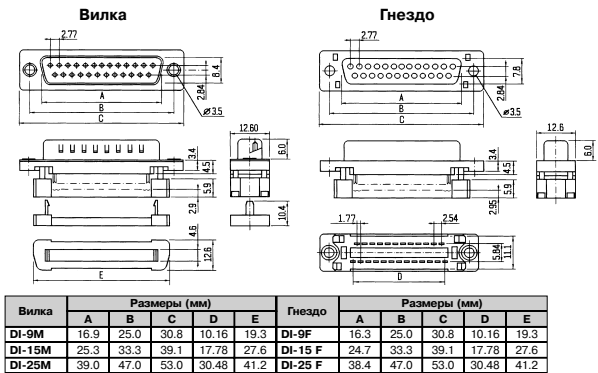 Вилка Гнездо
2.77 2.77
8.4 7.8
2.84 2.84
A A
B B
C C
ø3.5 ø3.5
12.60 12.6
6.0 6.0
3.4 3.4
4.5 4.5
5.9 5.9
2.9 2.95
10.4
1.77 2.54
4.6 5.84 11.1
12.6
E D
Вилка Размеры (мм) Гнездо Размеры (мм)
A B C D E A B C D E
DI-9M 16.9 25.0 30.8 10.16 19.3 DI-9F 16.3 25.0 30.8 10.16 19.3
DI-15M 25.3 33.3 39.1 17.78 27.6 DI-15 F 24.7 33.3 39.1 17.78 27.6
DI-25M 39.0 47.0 53.0 30.48 41.2 DI-25 F 38.4 47.0 53.0 30.48 41.2